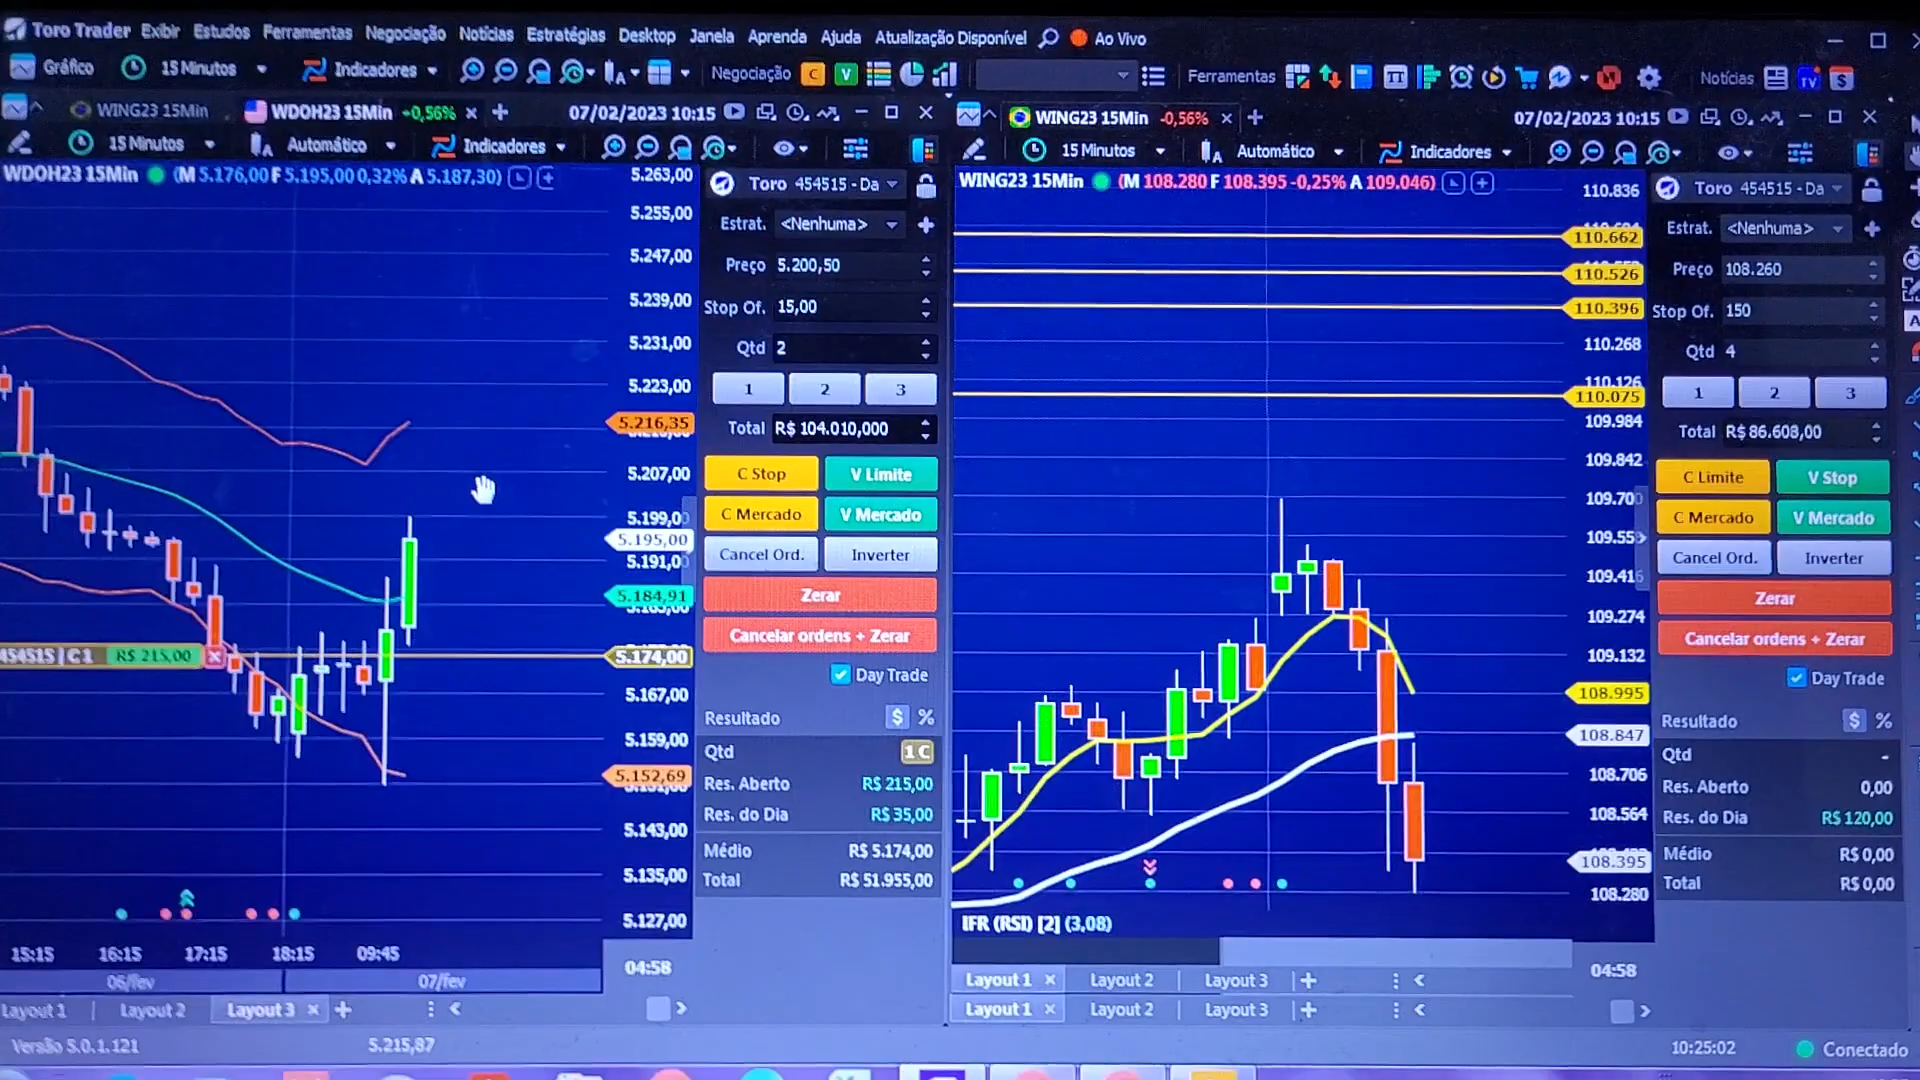 Toro Trader Exibir Estudos Ferramentas Negociação Notícias Estratégias Desktop Janela Aprenda Ajuda Atualização Disponível Ao Vivo
Gráfico 15 Minutos Indicadores Negociação C V Ferramentas Notícias
WING23 15Min WDOH23 15Min +0,56% 07/02/2023 10:15
15 Minutos Automático Indicadores
WDOH23 15Min (M 5.176,00 F 5.195,00 0,32% A 5.187,30)
5.263,00
5.255,00
5.247,00
5.239,00
5.231,00
5.223,00
5.216,35
5.207,00
5.199,00
5.195,00
5.191,00
5.184,91
454515 | C1 R$ 215,00
5.174,00
5.167,00
5.159,00
5.152,69
5.143,00
5.135,00
5.127,00
15:15 16:15 17:15 18:15 09:45
04:58
06/fev 07/fev
Layout 1 Layout 2 Layout 3
Versão 5.0.1.121 5.215,87
Toro 454515 - Da
Estrat. <Nenhuma>
Preço 5.200,50
Stop Of. 15,00
Qtd 2
1 2 3
Total R$ 104.010,000
C Stop V Limite
C Mercado V Mercado
Cancel Ord. Inverter
Zerar
Cancelar ordens + Zerar
Day Trade
Resultado $ %
Qtd 1 C
Res. Aberto R$ 215,00
Res. do Dia R$ 35,00
Médio R$ 5.174,00
Total R$ 51.955,00
WING23 15Min -0,56% 07/02/2023 10:15
15 Minutos Automático Indicadores
WING23 15Min (M 108.280 F 108.395 -0,25% A 109.046)
110.836
110.662
110.526
110.396
110.268
110.126
110.075
109.984
109.842
109.700
109.416
109.274
109.132
108.995
108.847
108.706
108.564
108.395
108.280
IFR (RSI) [2] (3,08)
04:58
Layout 1 Layout 2 Layout 3
Layout 1 Layout 2 Layout 3
Toro 454515 - Da
Estrat. <Nenhuma>
Preço 108.260
Stop Of. 150
Qtd 4
1 2 3
Total R$ 86.608,00
C Limite V Stop
C Mercado V Mercado
Cancel Ord. Inverter
Zerar
Cancelar ordens + Zerar
Day Trade
Resultado $ %
Qtd -
Res. Aberto 0,00
Res. do Dia R$ 120,00
Médio R$ 0,00
Total R$ 0,00
10:25:02 Conectado